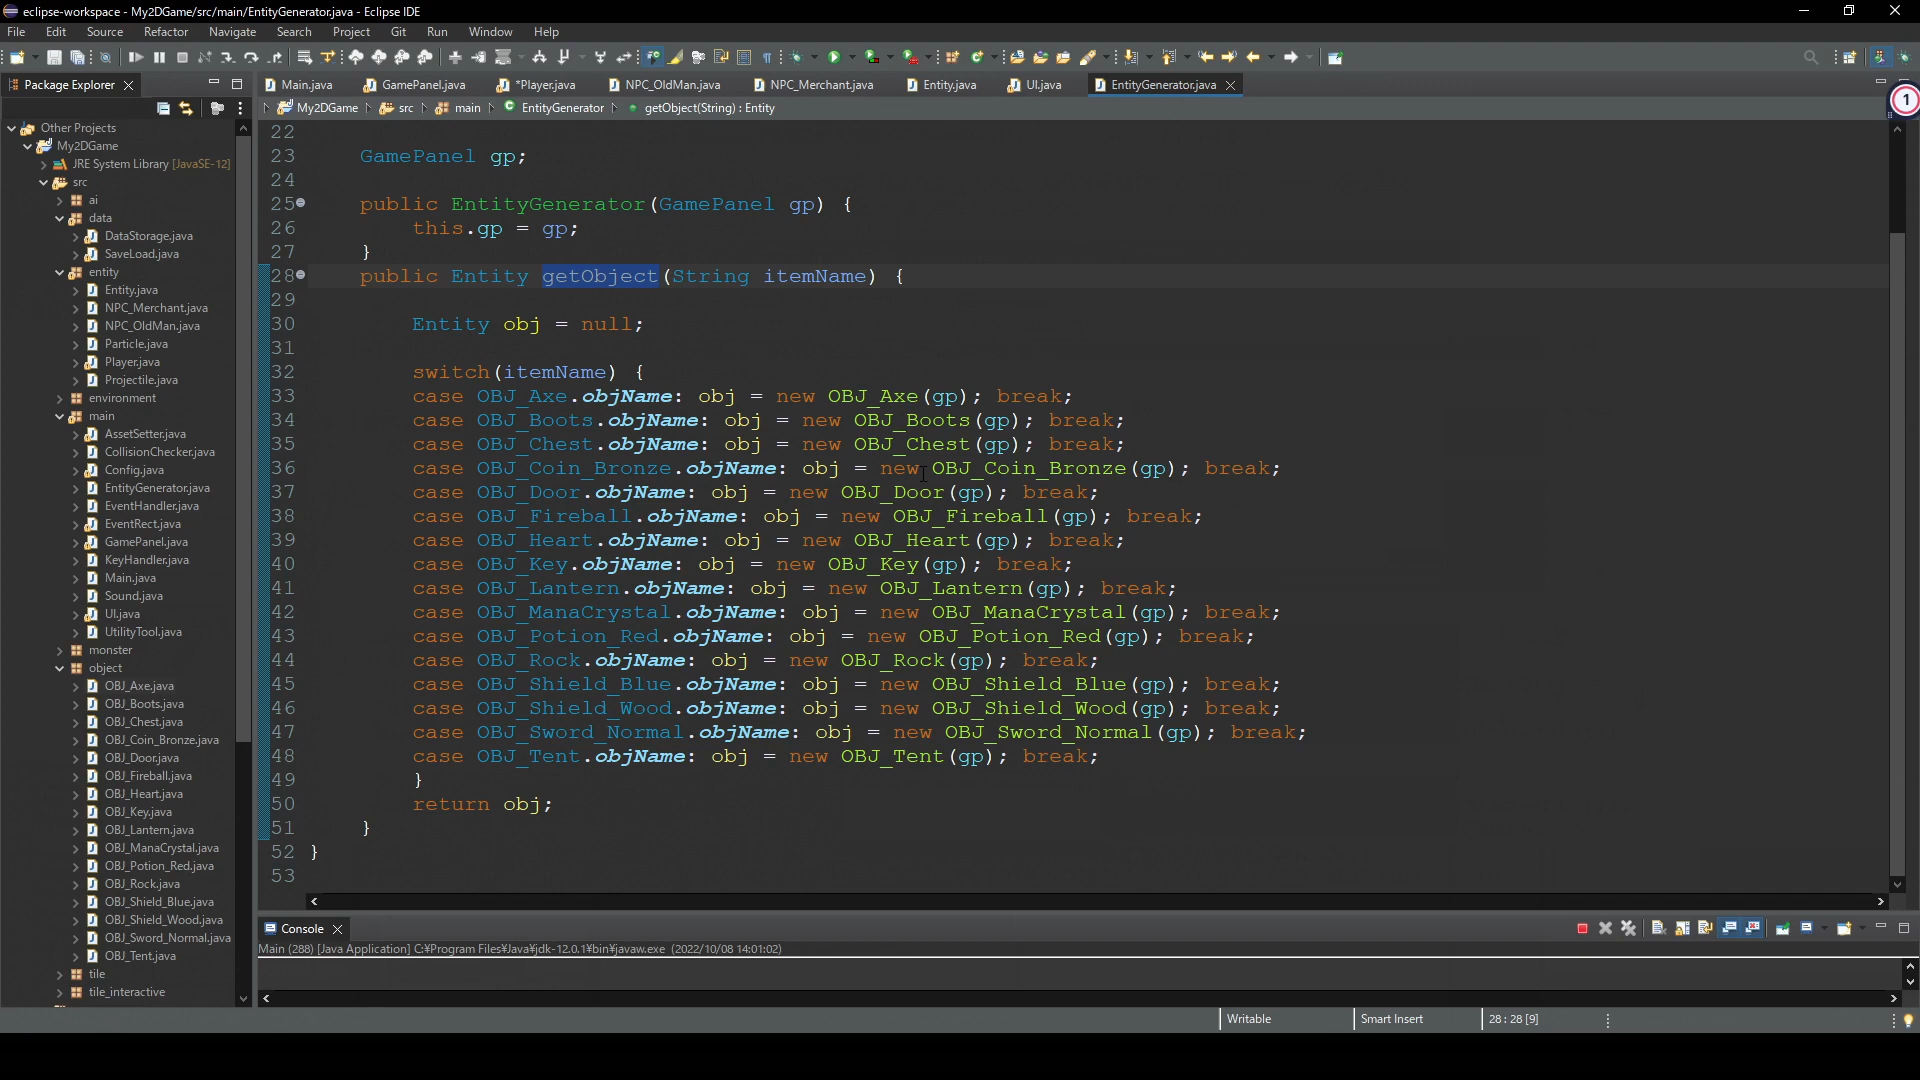 eclipse-workspace - My2DGame/src/main/EntityGenerator.java - Eclipse IDE
File Edit Source Refactor Navigate Search Project Git Run Window Help
Package Explorer
Main.java GamePanel.java *Player.java NPC_OldMan.java NPC_Merchant.java Entity.java UI.java EntityGenerator.java
My2DGame src main EntityGenerator getObject(String) : Entity
1
Other Projects
My2DGame
JRE System Library [JavaSE-12]
src
ai
data
DataStorage.java
SaveLoad.java
entity
Entity.java
NPC_Merchant.java
NPC_OldMan.java
Particle.java
Player.java
Projectile.java
environment
main
AssetSetter.java
CollisionChecker.java
Config.java
EntityGenerator.java
EventHandler.java
EventRect.java
GamePanel.java
KeyHandler.java
Main.java
Sound.java
UI.java
UtilityTool.java
monster
object
OBJ_Axe.java
OBJ_Boots.java
OBJ_Chest.java
OBJ_Coin_Bronze.java
OBJ_Door.java
OBJ_Fireball.java
OBJ_Heart.java
OBJ_Key.java
OBJ_Lantern.java
OBJ_ManaCrystal.java
OBJ_Potion_Red.java
OBJ_Rock.java
OBJ_Shield_Blue.java
OBJ_Shield_Wood.java
OBJ_Sword_Normal.java
OBJ_Tent.java
tile
tile_interactive
22
23 GamePanel gp;
24
25 public EntityGenerator(GamePanel gp) {
26 this.gp = gp;
27 }
28 public Entity getObject(String itemName) {
29
30 Entity obj = null;
31
32 switch(itemName) {
33 case OBJ_Axe.objName: obj = new OBJ_Axe(gp); break;
34 case OBJ_Boots.objName: obj = new OBJ_Boots(gp); break;
35 case OBJ_Chest.objName: obj = new OBJ_Chest(gp); break;
36 case OBJ_Coin_Bronze.objName: obj = new OBJ_Coin_Bronze(gp); break;
37 case OBJ_Door.objName: obj = new OBJ_Door(gp); break;
38 case OBJ_Fireball.objName: obj = new OBJ_Fireball(gp); break;
39 case OBJ_Heart.objName: obj = new OBJ_Heart(gp); break;
40 case OBJ_Key.objName: obj = new OBJ_Key(gp); break;
41 case OBJ_Lantern.objName: obj = new OBJ_Lantern(gp); break;
42 case OBJ_ManaCrystal.objName: obj = new OBJ_ManaCrystal(gp); break;
43 case OBJ_Potion_Red.objName: obj = new OBJ_Potion_Red(gp); break;
44 case OBJ_Rock.objName: obj = new OBJ_Rock(gp); break;
45 case OBJ_Shield_Blue.objName: obj = new OBJ_Shield_Blue(gp); break;
46 case OBJ_Shield_Wood.objName: obj = new OBJ_Shield_Wood(gp); break;
47 case OBJ_Sword_Normal.objName: obj = new OBJ_Sword_Normal(gp); break;
48 case OBJ_Tent.objName: obj = new OBJ_Tent(gp); break;
49 }
50 return obj;
51 }
52 }
53
Console
Main (288) [Java Application] C:¥Program Files¥Java¥jdk-12.0.1¥bin¥javaw.exe (2022/10/08 14:01:02)
Writable Smart Insert 28 : 28 [9]